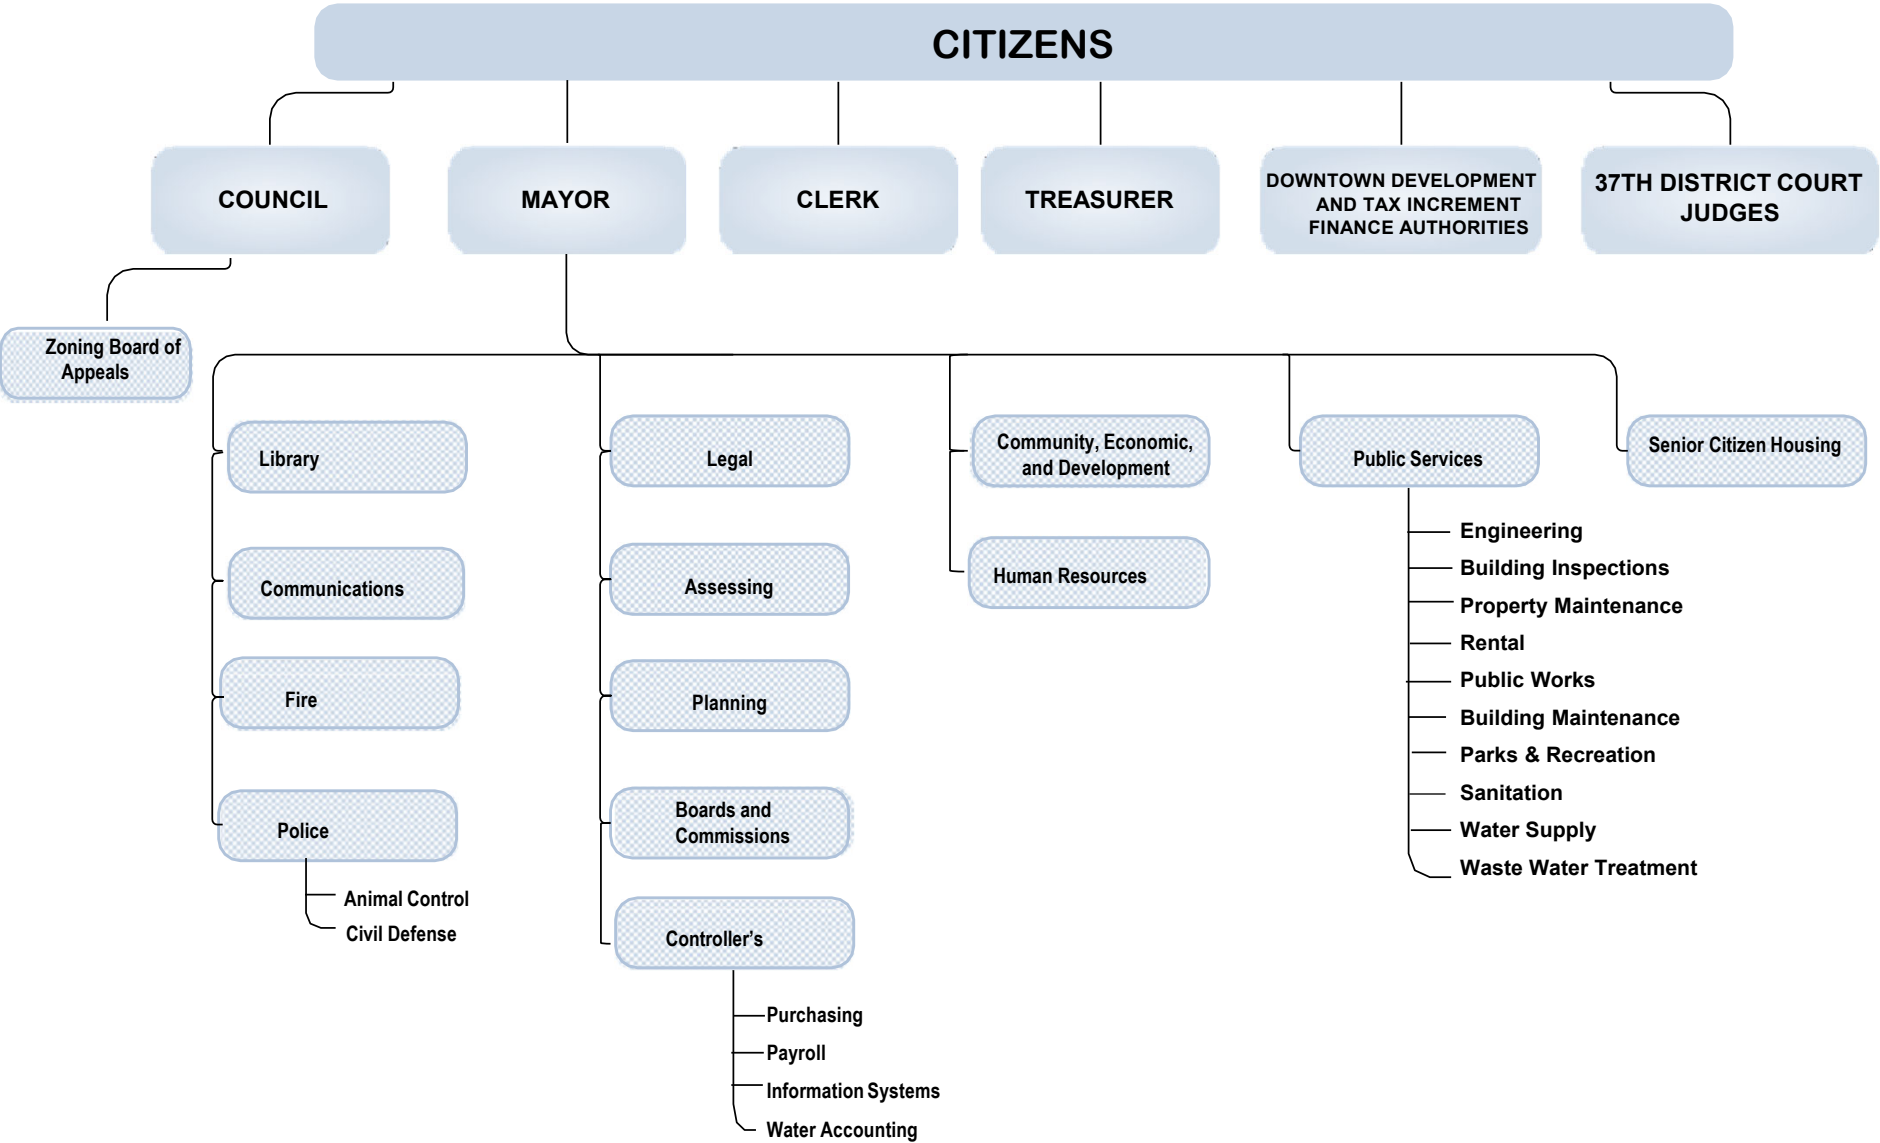 CITIZENS
COUNCIL
MAYOR
CLERK
TREASURER
DOWNTOWN DEVELOPMENT
AND TAX INCREMENT
FINANCE AUTHORITIES
37TH DISTRICT COURT
JUDGES
Zoning Board of
Appeals
Library
Communications
Fire
Police
Animal Control
Civil Defense
Legal
Assessing
Planning
Boards and
Commissions
Controller’s
Purchasing
Payroll
Information Systems
Water Accounting
Community, Economic,
and Development
Human Resources
Public Services
Engineering
Building Inspections
Property Maintenance
Rental
Public Works
Building Maintenance
Parks & Recreation
Sanitation
Water Supply
Waste Water Treatment
Senior Citizen Housing